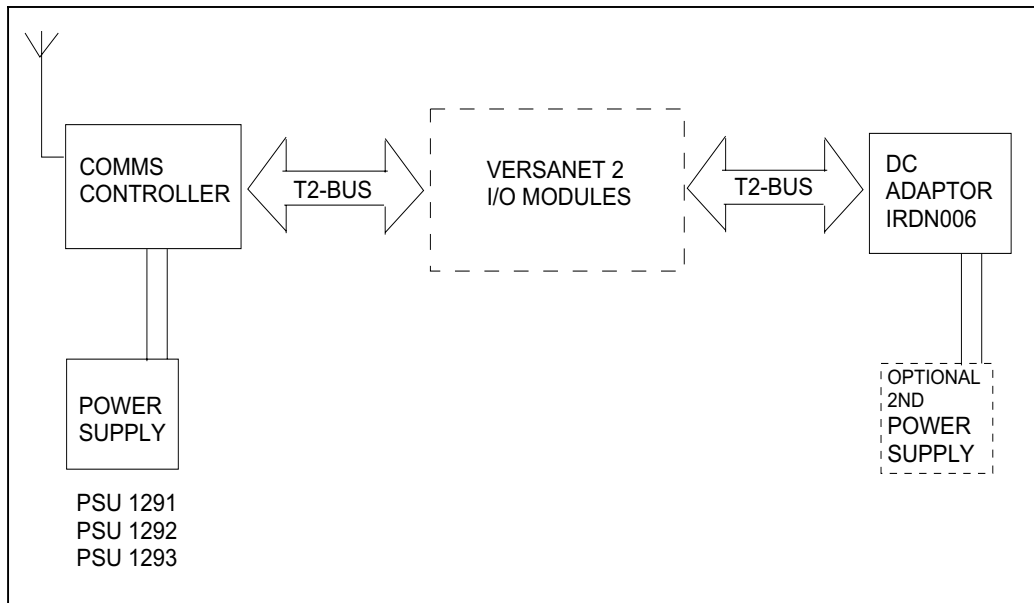 COMMS
CONTROLLER
T2-BUS
VERSANET 2
I/O MODULES
T2-BUS
DC
ADAPTOR
IRDN006
POWER
SUPPLY
OPTIONAL
2ND
POWER
SUPPLY
PSU 1291
PSU 1292
PSU 1293